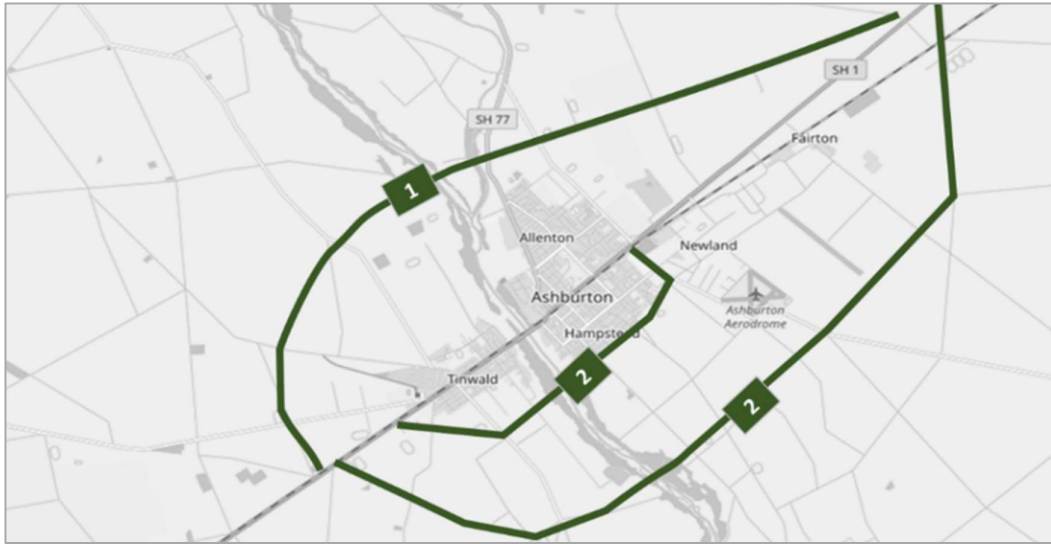 SH 1
SH 77
Fairton
1
Allenton
Newland
Ashburton
Ashburton
Aerodrome
Hampstead
Tinwald
2
2